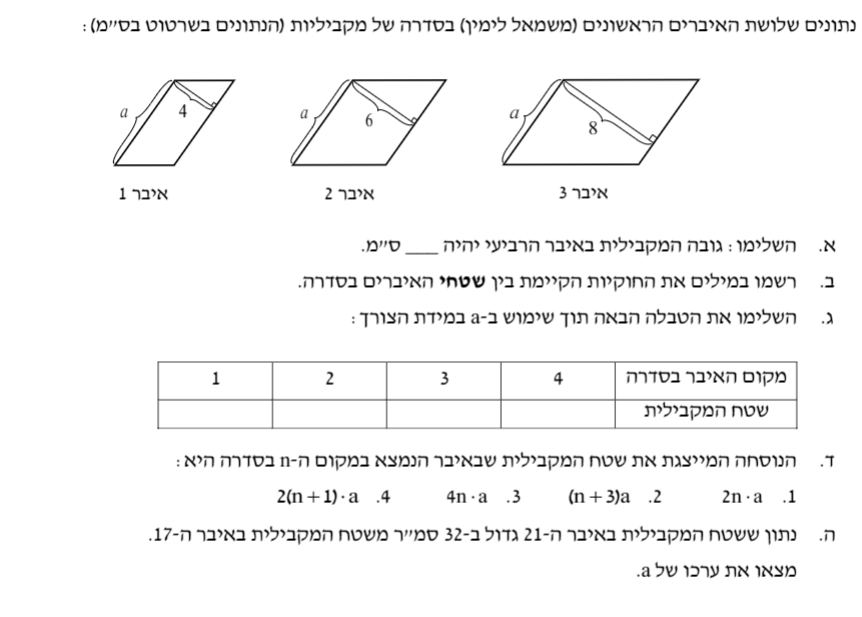 נתונים שלושת האיברים הראשונים (משמאל לימין) בסדרה של מקביליות (הנתונים בשרטוט בס"מ) :
a 4 a 6 a 8
איבר 1 איבר 2 איבר 3
א. השלימו : גובה המקבילית באיבר הרביעי יהיה ____ ס"מ.
ב. רשמו במילים את החוקיות הקיימת בין שטחי האיברים בסדרה.
ג. השלימו את הטבלה הבאה תוך שימוש ב-a במידת הצורך :
מקום האיבר בסדרה 4 3 2 1
שטח המקבילית
ד. הנוסחה המייצגת את שטח המקבילית שבאיבר הנמצא במקום ה-n בסדרה היא :
1. 2n · a 2. (n + 3)a 3. 4n · a 4. 2(n + 1) · a
ה. נתון ששטח המקבילית באיבר ה-21 גדול ב-32 סמ"ר משטח המקבילית באיבר ה-17.
מצאו את ערכו של a.